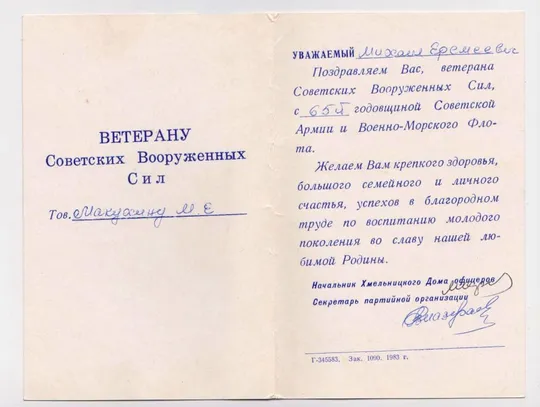 ВЕТЕРАНУ
Советских Вооруженных
Сил
Тов. Макухину М. Е
УВАЖАЕМЫЙ Михаил Еремеевич
Поздравляем Вас, ветерана
Советских Вооруженных Сил,
с 65й годовщиной Советской
Армии и Военно-Морского Фло-
та.
Желаем Вам крепкого здоровья,
большого семейного и личного
счастья, успехов в благородном
труде по воспитанию молодого
поколения во славу нашей лю-
бимой Родины.
Начальник Хмельницкого Дома офицеров
Секретарь партийной организации
Г-345583. Зак. 1090. 1983 г.